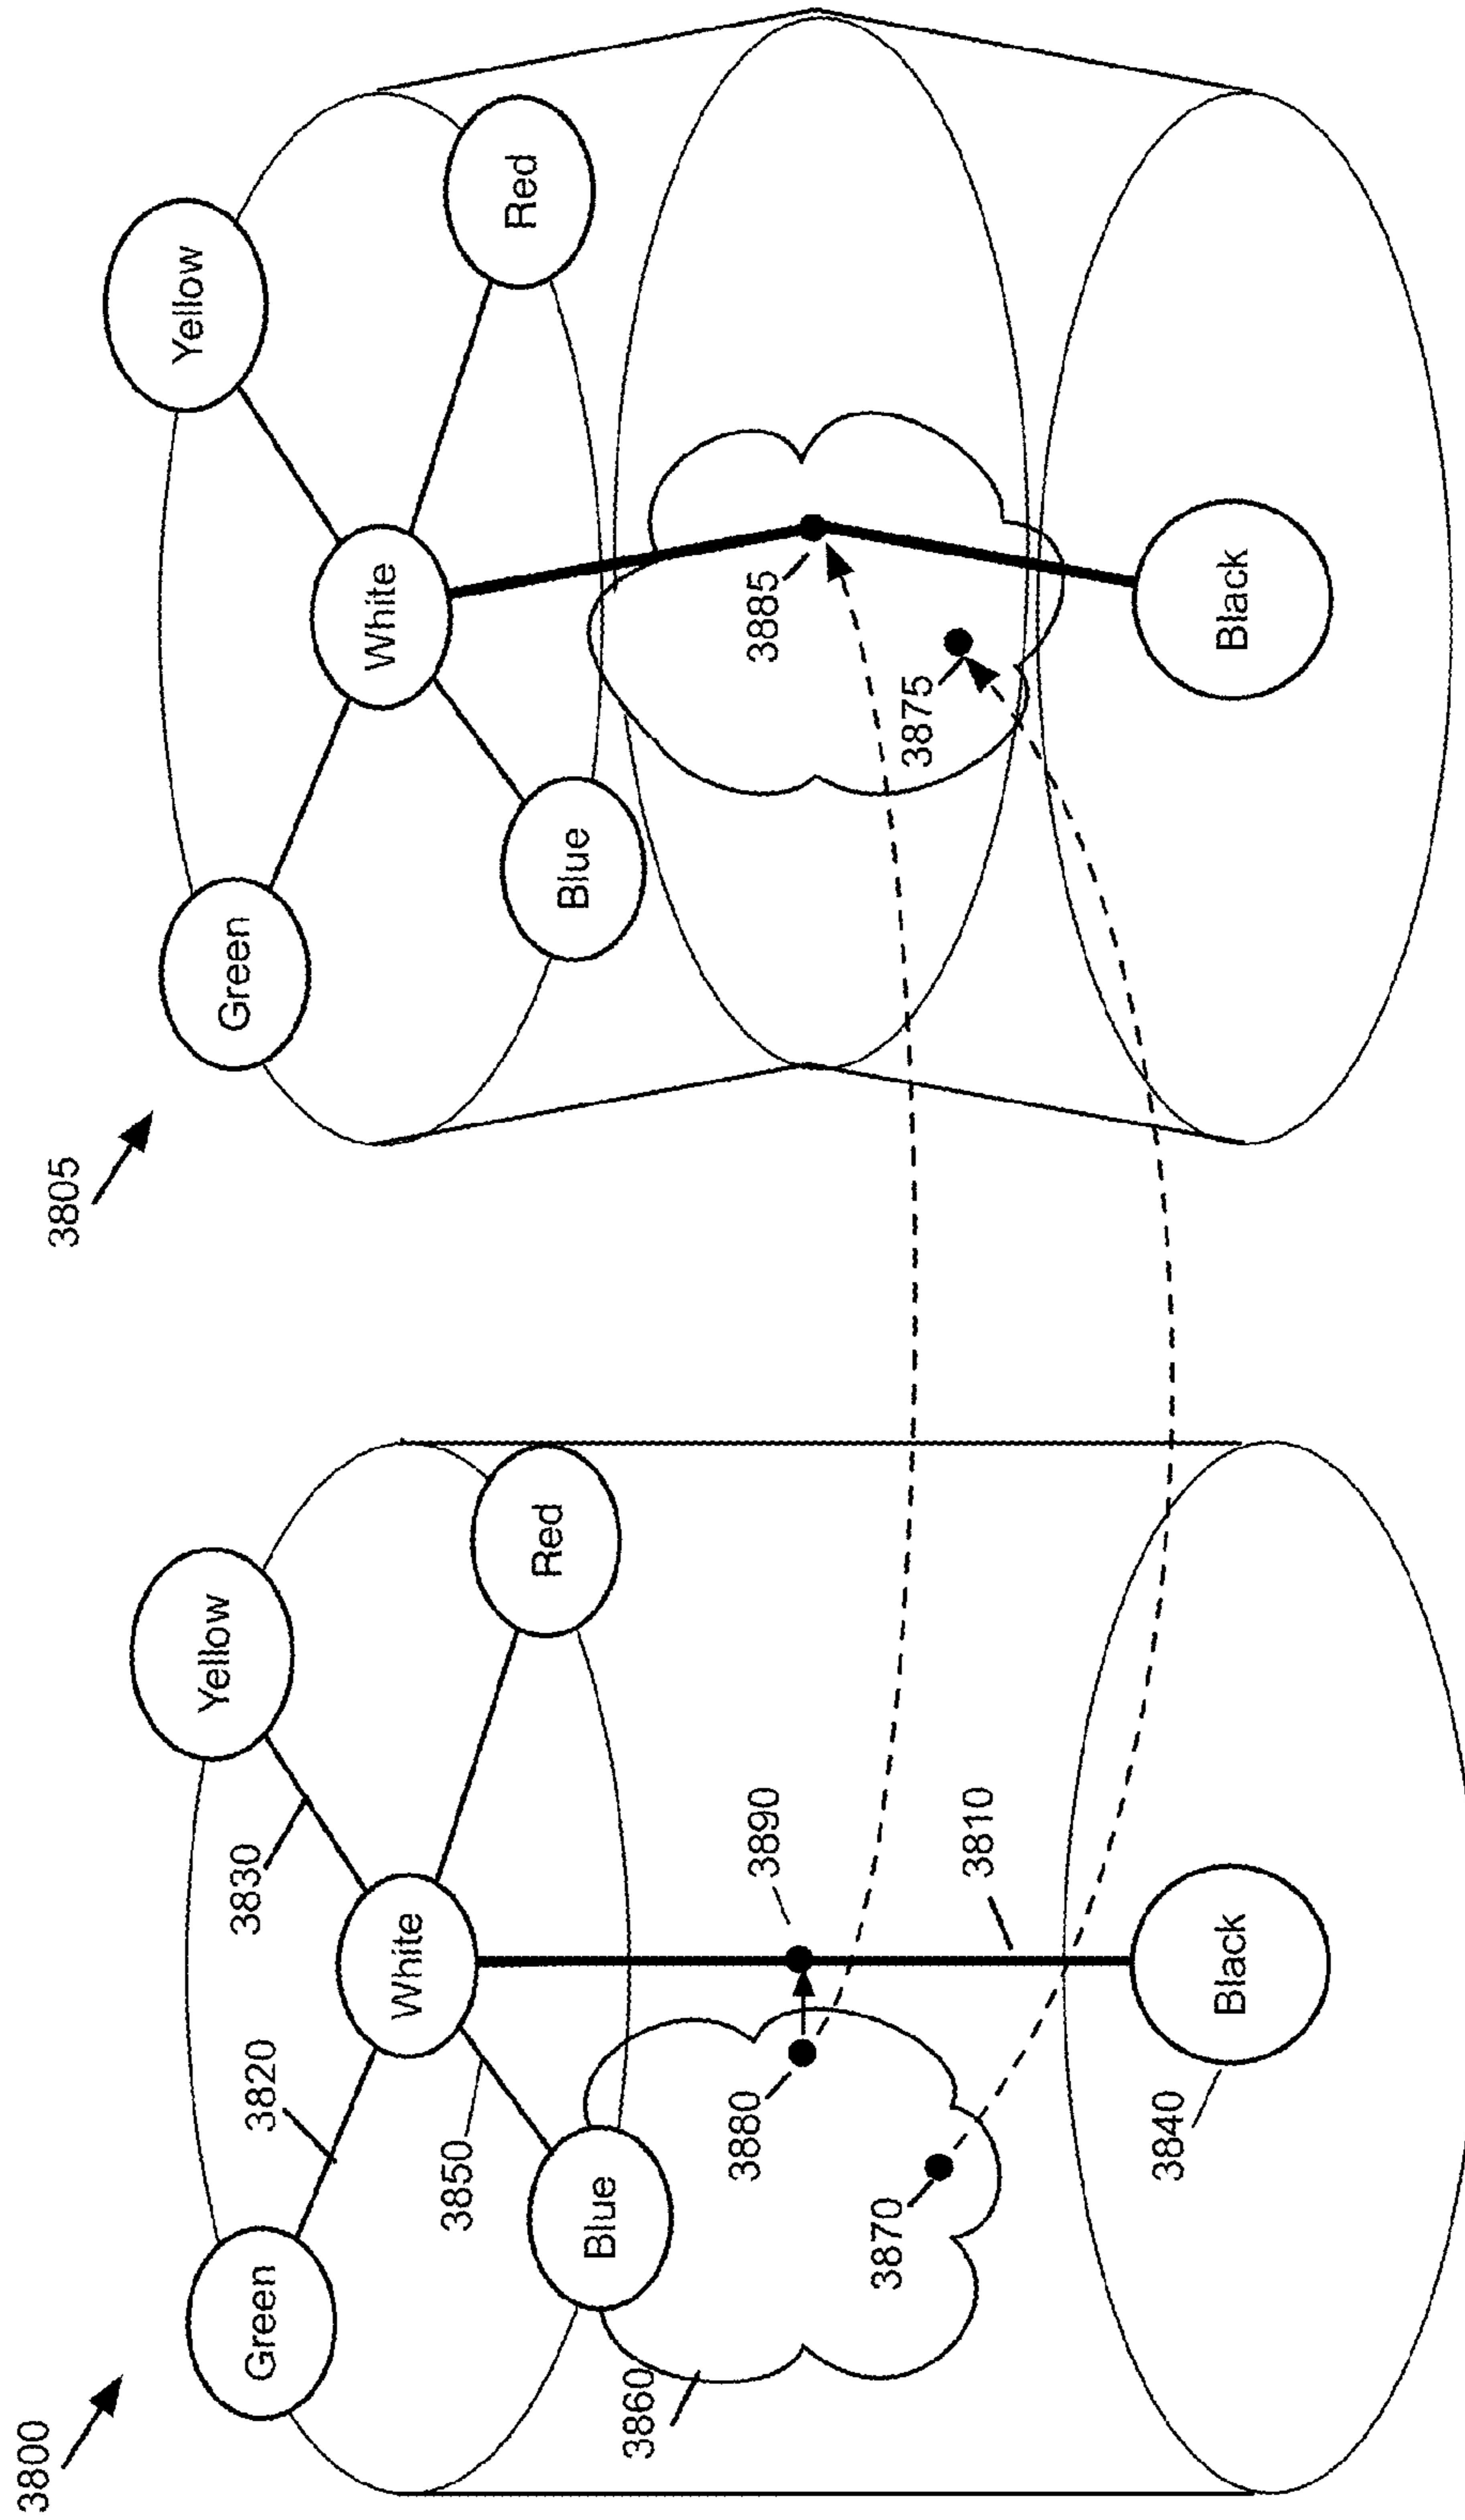 3800
3805
Green
3820
3830
Yellow
White
3850
Blue
Red
3860
3880
3890
3870
3810
3840
Black
Green
Yellow
White
Blue
Red
3885
3875
Black